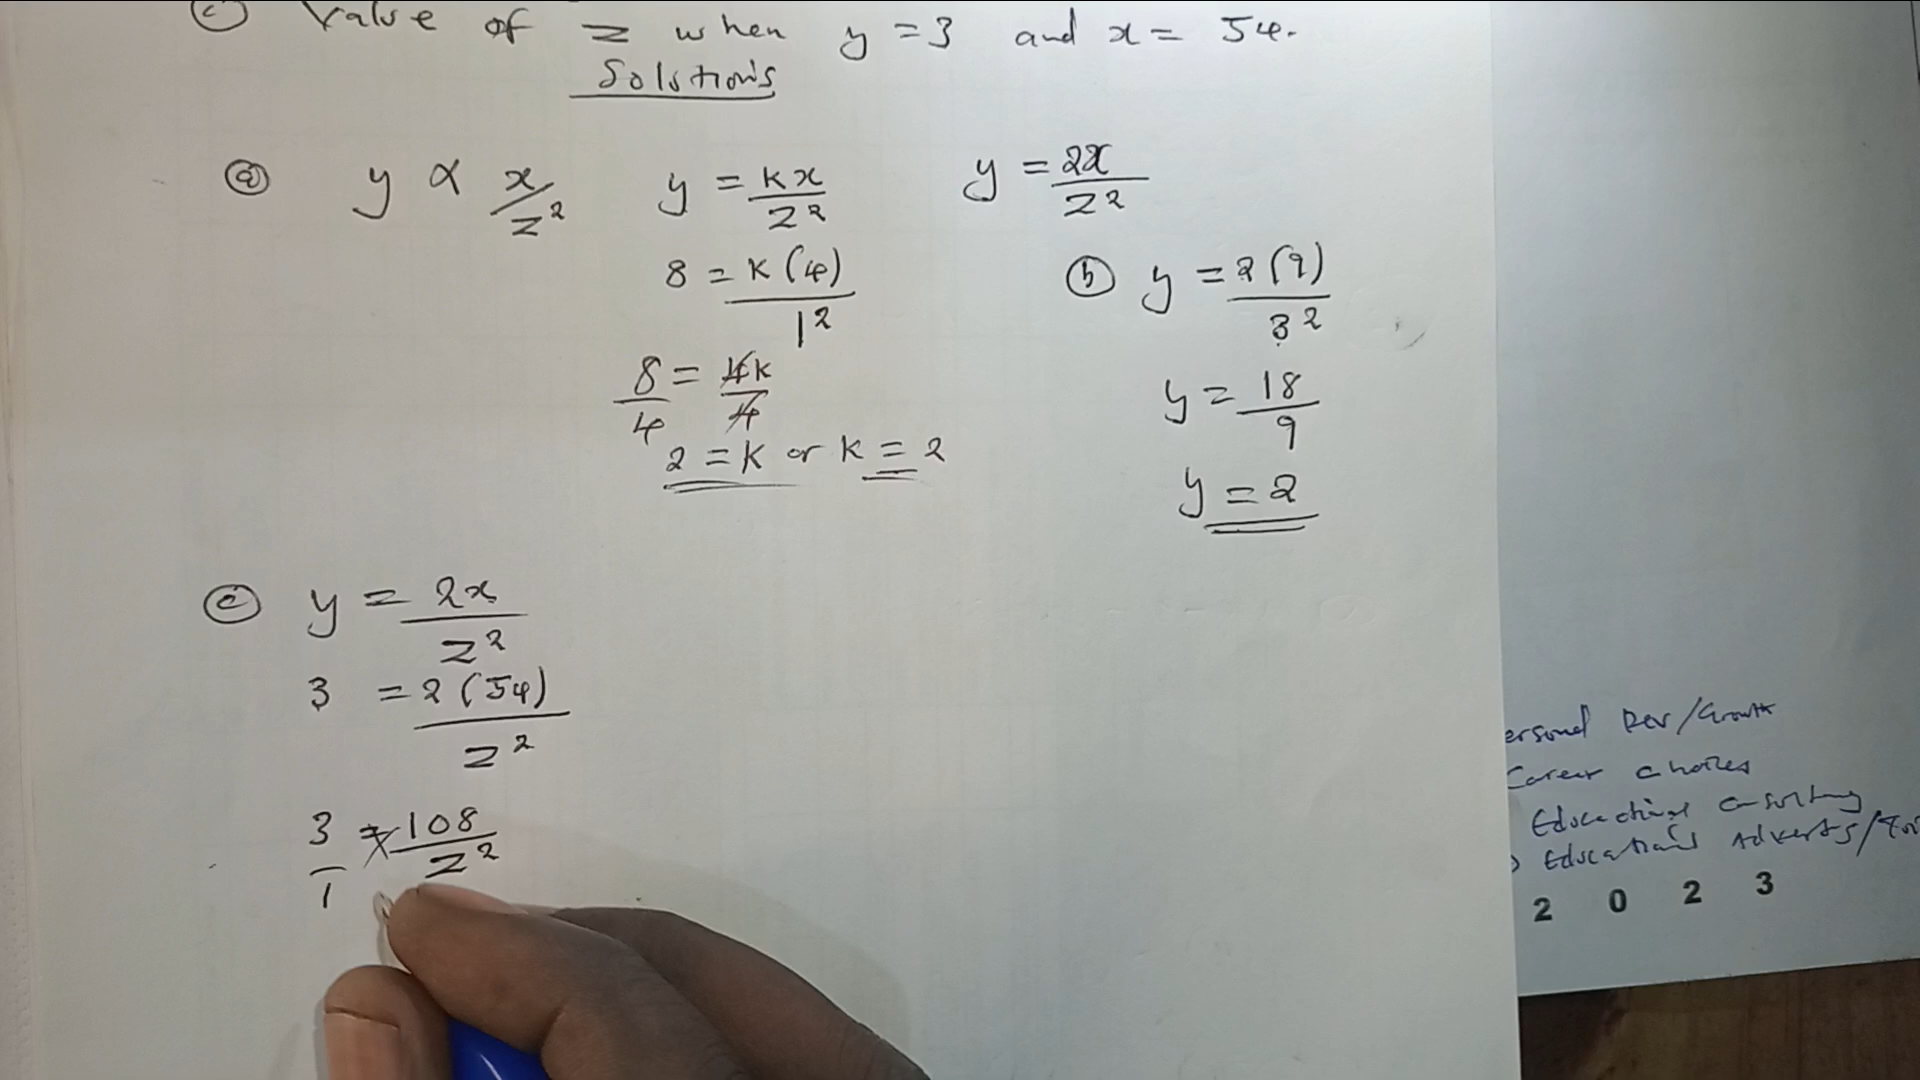 (c) Value of z when y = 3 and x = 54.
Solutions
(a) y ∝ x/z² y = kx/z² y = 2x/z²
8 = k(4)/1²
8/4 = 4k/4
2 = k or k = 2
(b) y = 2(9)/3²
y = 18/9
y = 2
(c) y = 2x/z²
3 = 2(54)/z²
3/1 = 108/z²
ersonal Dev/Growth
Career choices
Educational consulting
Educational Adverts/
2 0 2 3